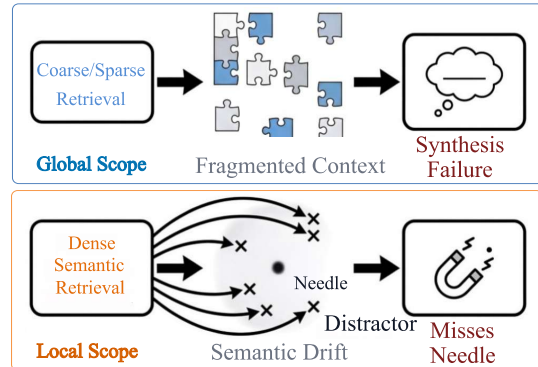 Coarse/Sparse
Retrieval
Global Scope
Fragmented Context
Synthesis
Failure
Dense
Semantic
Retrieval
Needle
Distractor
Local Scope
Semantic Drift
Misses
Needle